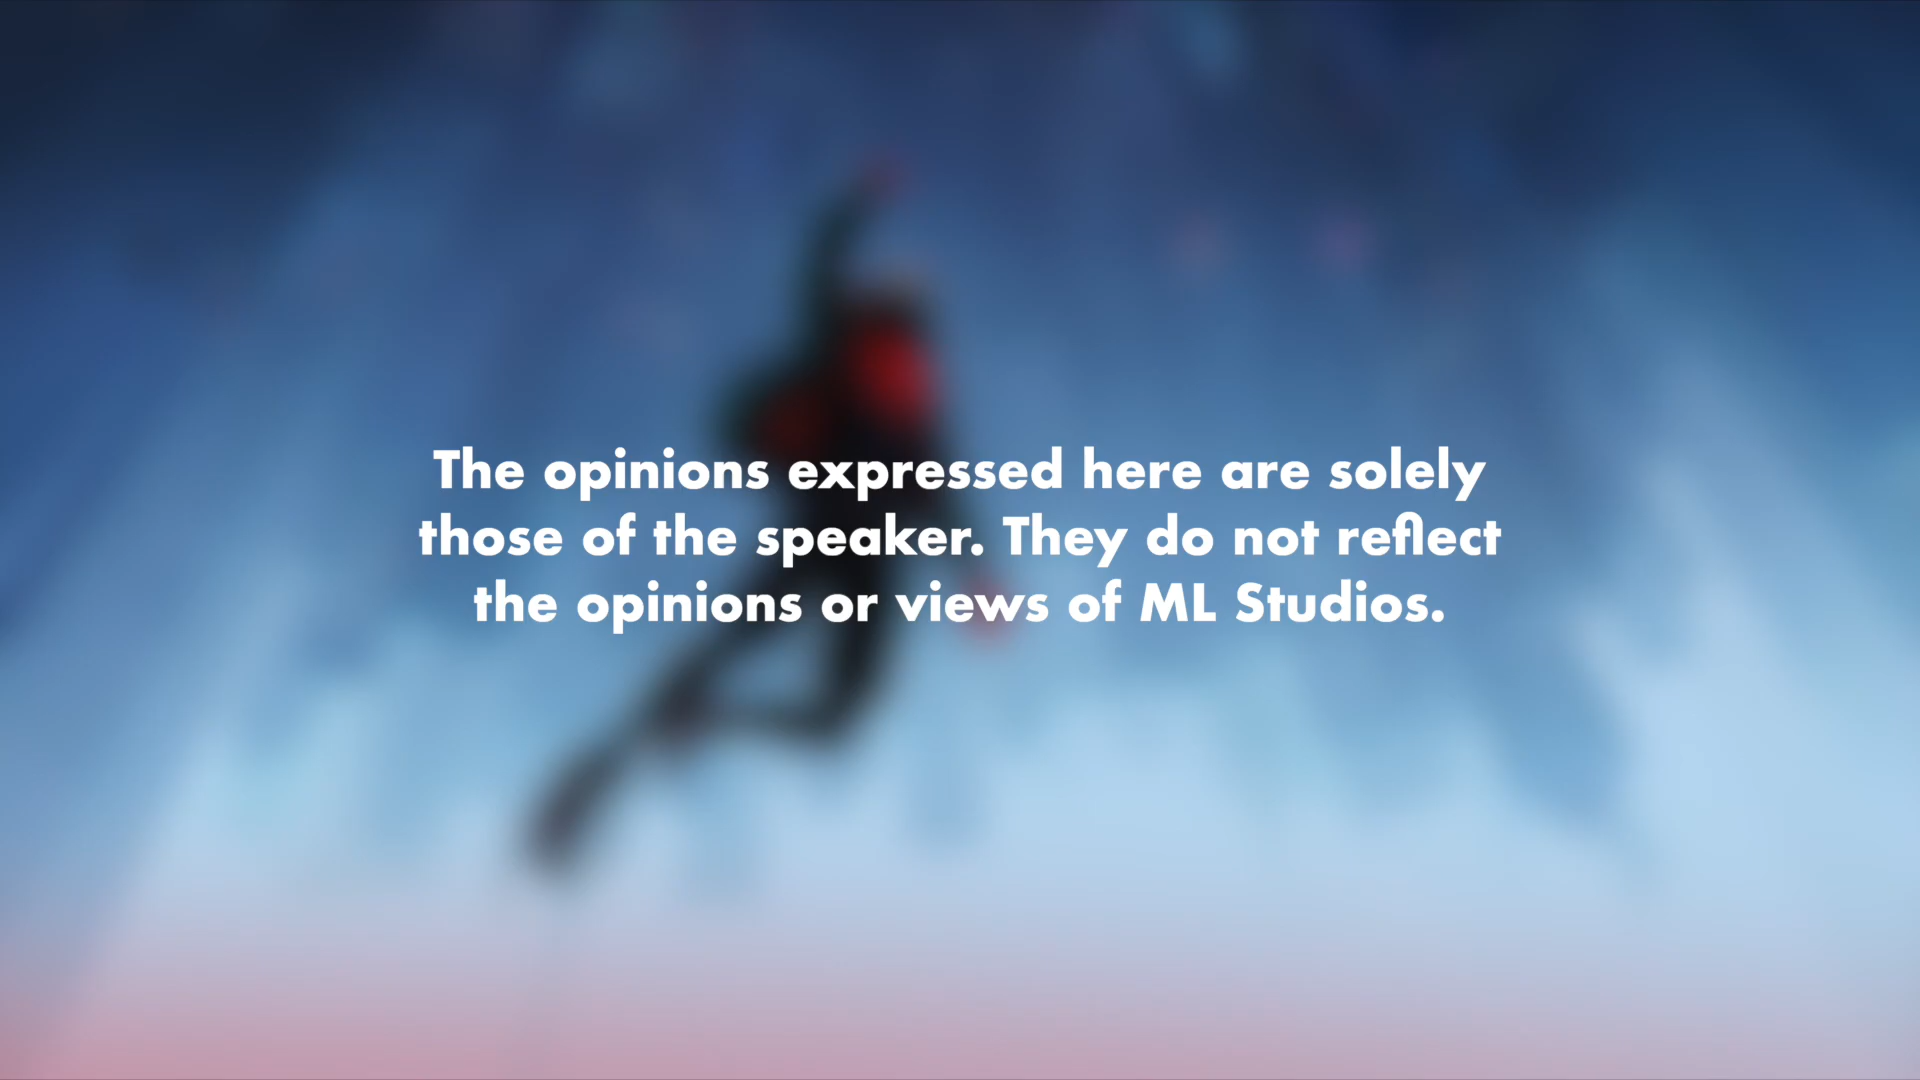 The opinions expressed here are solely
those of the speaker. They do not reflect
the opinions or views of ML Studios.